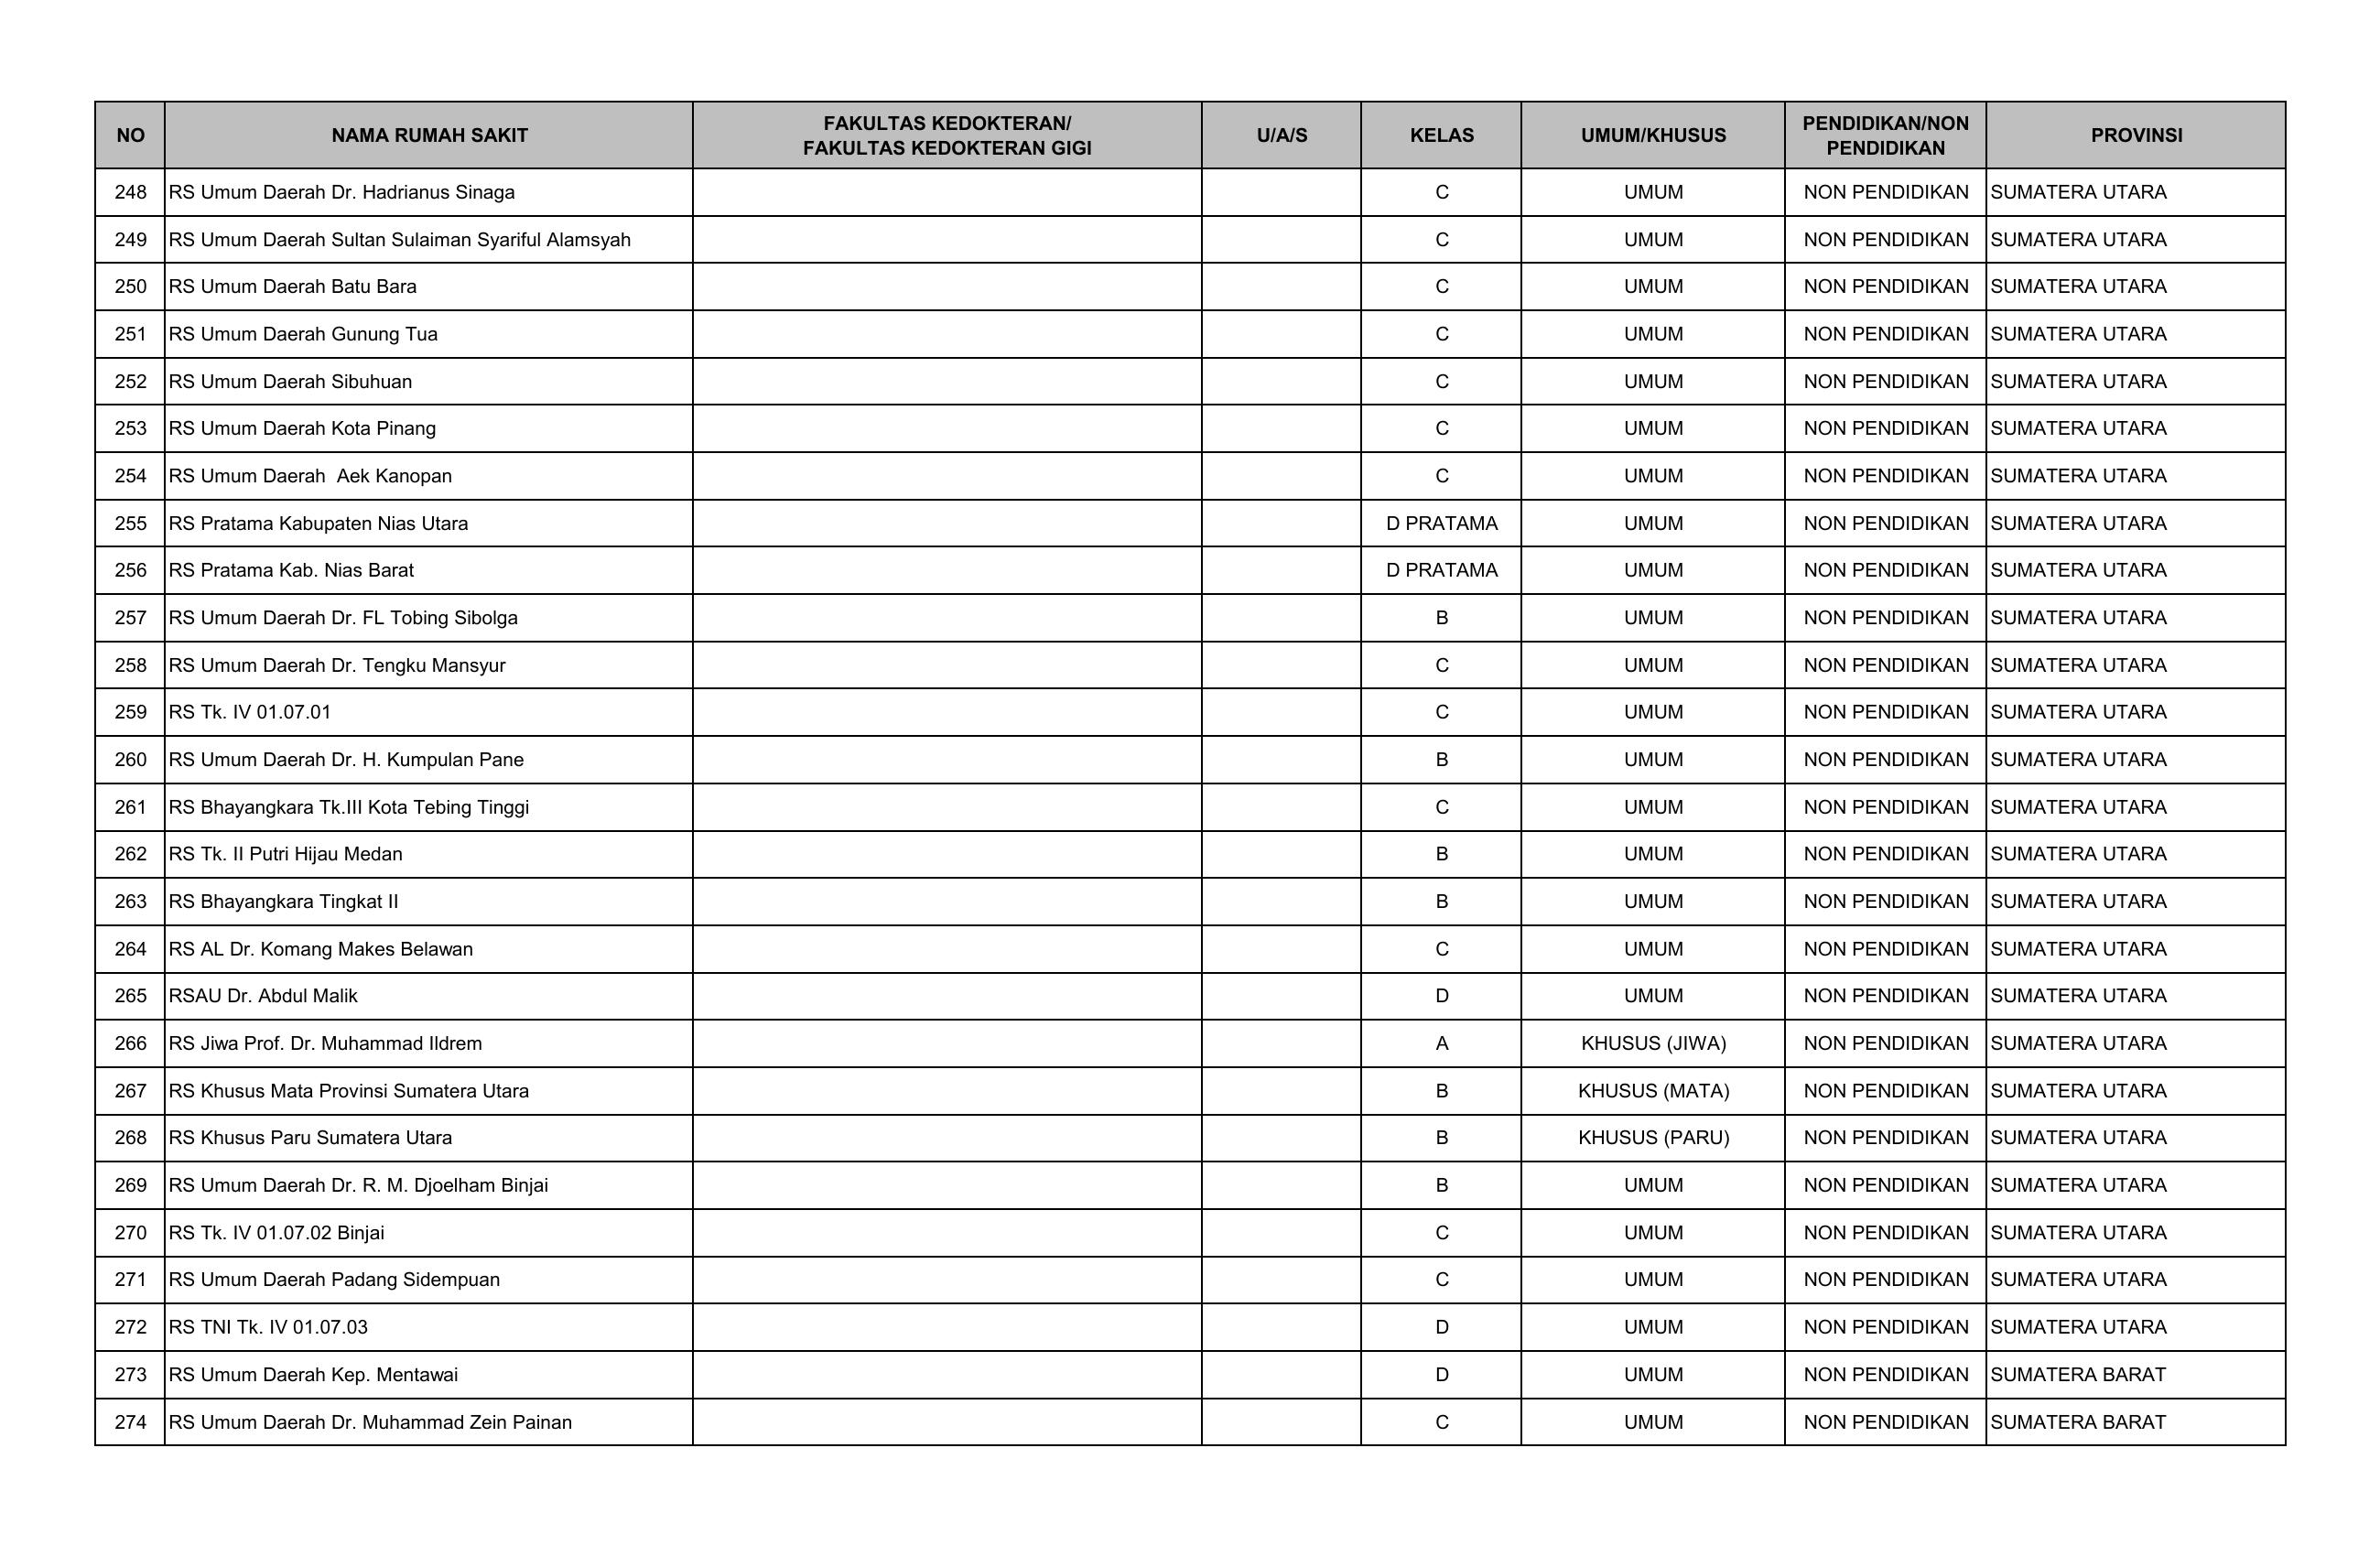 NO NAMA RUMAH SAKIT FAKULTAS KEDOKTERAN/ FAKULTAS KEDOKTERAN GIGI U/A/S KELAS UMUM/KHUSUS PENDIDIKAN/NON PENDIDIKAN PROVINSI
248 RS Umum Daerah Dr. Hadrianus Sinaga C UMUM NON PENDIDIKAN SUMATERA UTARA
249 RS Umum Daerah Sultan Sulaiman Syariful Alamsyah C UMUM NON PENDIDIKAN SUMATERA UTARA
250 RS Umum Daerah Batu Bara C UMUM NON PENDIDIKAN SUMATERA UTARA
251 RS Umum Daerah Gunung Tua C UMUM NON PENDIDIKAN SUMATERA UTARA
252 RS Umum Daerah Sibuhuan C UMUM NON PENDIDIKAN SUMATERA UTARA
253 RS Umum Daerah Kota Pinang C UMUM NON PENDIDIKAN SUMATERA UTARA
254 RS Umum Daerah  Aek Kanopan C UMUM NON PENDIDIKAN SUMATERA UTARA
255 RS Pratama Kabupaten Nias Utara D PRATAMA UMUM NON PENDIDIKAN SUMATERA UTARA
256 RS Pratama Kab. Nias Barat D PRATAMA UMUM NON PENDIDIKAN SUMATERA UTARA
257 RS Umum Daerah Dr. FL Tobing Sibolga B UMUM NON PENDIDIKAN SUMATERA UTARA
258 RS Umum Daerah Dr. Tengku Mansyur C UMUM NON PENDIDIKAN SUMATERA UTARA
259 RS Tk. IV 01.07.01 C UMUM NON PENDIDIKAN SUMATERA UTARA
260 RS Umum Daerah Dr. H. Kumpulan Pane B UMUM NON PENDIDIKAN SUMATERA UTARA
261 RS Bhayangkara Tk.III Kota Tebing Tinggi C UMUM NON PENDIDIKAN SUMATERA UTARA
262 RS Tk. II Putri Hijau Medan B UMUM NON PENDIDIKAN SUMATERA UTARA
263 RS Bhayangkara Tingkat II B UMUM NON PENDIDIKAN SUMATERA UTARA
264 RS AL Dr. Komang Makes Belawan C UMUM NON PENDIDIKAN SUMATERA UTARA
265 RSAU Dr. Abdul Malik D UMUM NON PENDIDIKAN SUMATERA UTARA
266 RS Jiwa Prof. Dr. Muhammad Ildrem A KHUSUS (JIWA) NON PENDIDIKAN SUMATERA UTARA
267 RS Khusus Mata Provinsi Sumatera Utara B KHUSUS (MATA) NON PENDIDIKAN SUMATERA UTARA
268 RS Khusus Paru Sumatera Utara B KHUSUS (PARU) NON PENDIDIKAN SUMATERA UTARA
269 RS Umum Daerah Dr. R. M. Djoelham Binjai B UMUM NON PENDIDIKAN SUMATERA UTARA
270 RS Tk. IV 01.07.02 Binjai C UMUM NON PENDIDIKAN SUMATERA UTARA
271 RS Umum Daerah Padang Sidempuan C UMUM NON PENDIDIKAN SUMATERA UTARA
272 RS TNI Tk. IV 01.07.03 D UMUM NON PENDIDIKAN SUMATERA UTARA
273 RS Umum Daerah Kep. Mentawai D UMUM NON PENDIDIKAN SUMATERA BARAT
274 RS Umum Daerah Dr. Muhammad Zein Painan C UMUM NON PENDIDIKAN SUMATERA BARAT